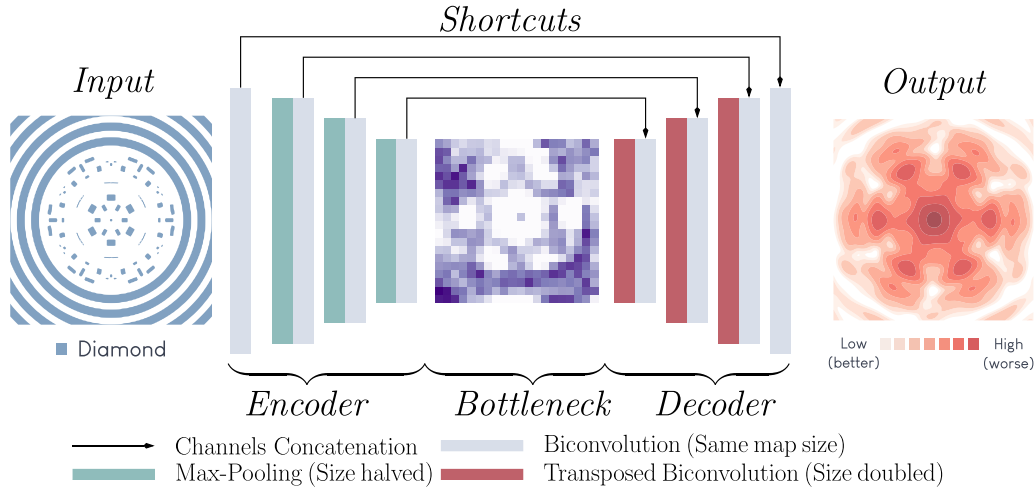 Shortcuts
Input
Output
Diamond
Low
(better)
High
(worse)
Encoder
Bottleneck
Decoder
Channels Concatenation
Biconvolution (Same map size)
Max-Pooling (Size halved)
Transposed Biconvolution (Size doubled)